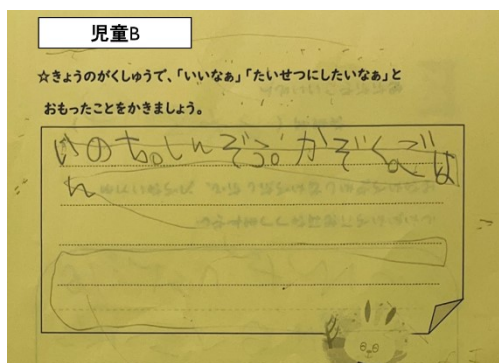 児童B
☆きょうのがくしゅうで、「いいなぁ」「たいせつにしたいなぁ」と
おもったことをかきましょう。
いのち。しんぞう。かぞく。ごは
ん